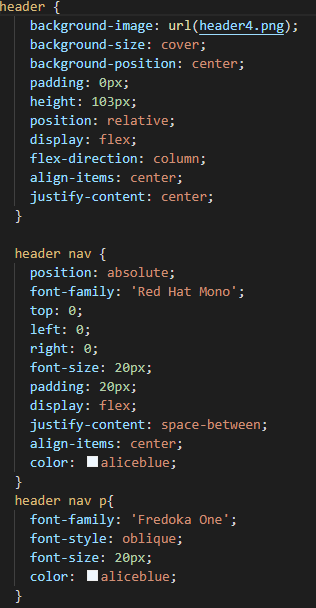 header {
background-image: url(header4.png);
background-size: cover;
background-position: center;
padding: 0px;
height: 103px;
position: relative;
display: flex;
flex-direction: column;
align-items: center;
justify-content: center;
}
header nav {
position: absolute;
font-family: 'Red Hat Mono';
top: 0;
left: 0;
right: 0;
font-size: 20px;
padding: 20px;
display: flex;
justify-content: space-between;
align-items: center;
color: aliceblue;
}
header nav p{
font-family: 'Fredoka One';
font-style: oblique;
font-size: 20px;
color: aliceblue;
}